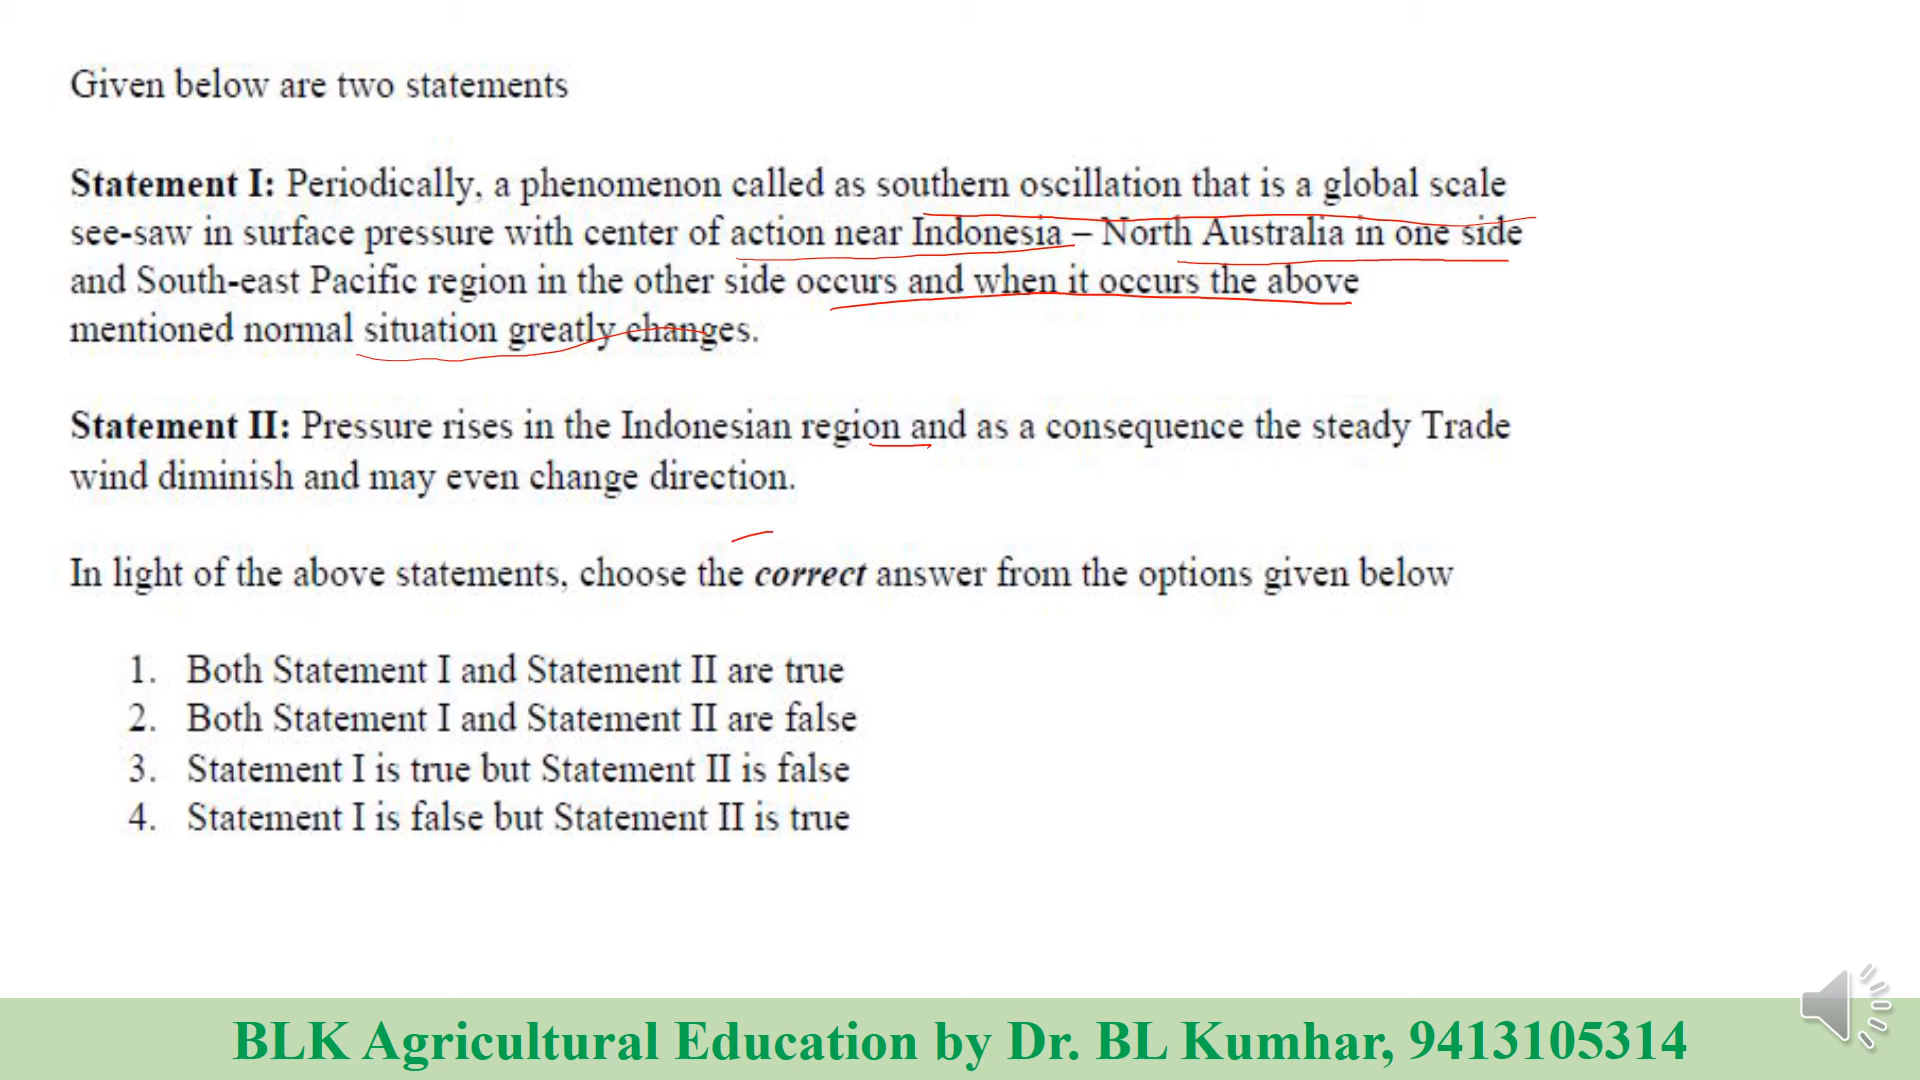 Given below are two statements
Statement I: Periodically, a phenomenon called as southern oscillation that is a global scale
see-saw in surface pressure with center of action near Indonesia – North Australia in one side
and South-east Pacific region in the other side occurs and when it occurs the above
mentioned normal situation greatly changes.
Statement II: Pressure rises in the Indonesian region and as a consequence the steady Trade
wind diminish and may even change direction.
In light of the above statements, choose the correct answer from the options given below
1. Both Statement I and Statement II are true
2. Both Statement I and Statement II are false
3. Statement I is true but Statement II is false
4. Statement I is false but Statement II is true
BLK Agricultural Education by Dr. BL Kumhar, 9413105314